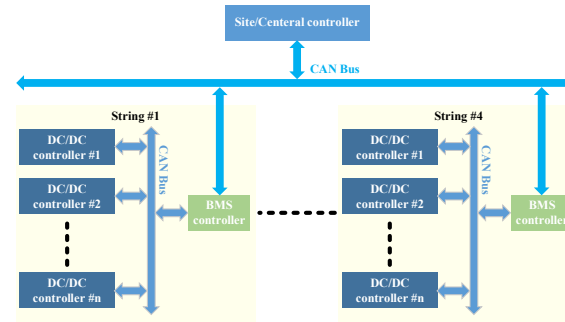 Site/Centeral controller
CAN Bus
String #1
DC/DC
controller #1
CAN Bus
DC/DC
controller #2
BMS
controller
DC/DC
controller #n
String #4
DC/DC
controller #1
CAN Bus
DC/DC
controller #2
BMS
controller
DC/DC
controller #n